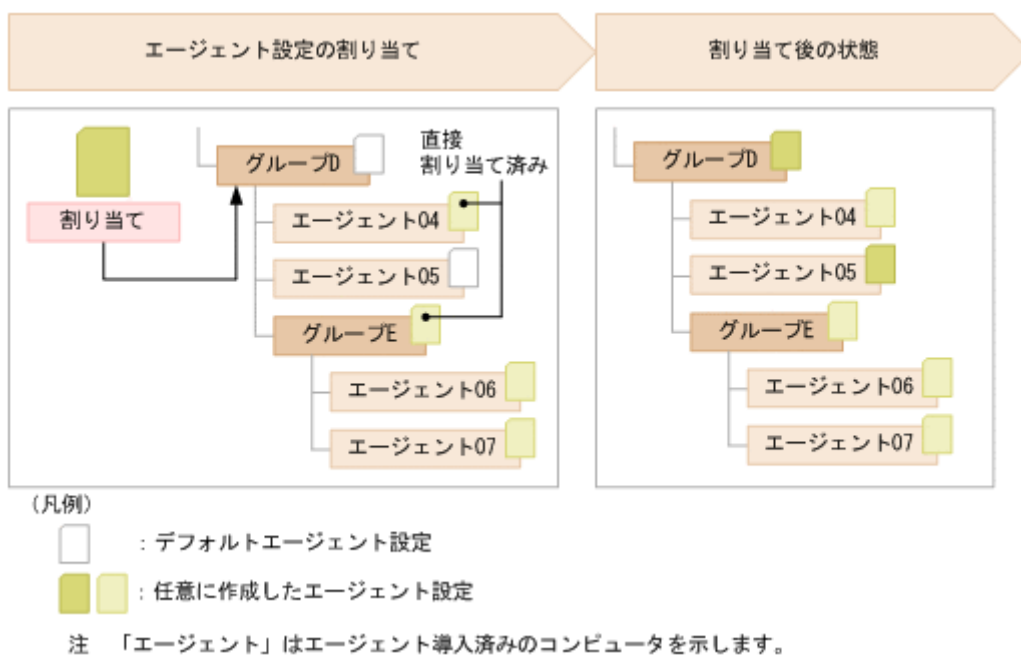 エージェント設定の割り当て
割り当て後の状態
割り当て
グループD
直接
割り当て済み
エージェント04
エージェント05
グループE
エージェント06
エージェント07
グループD
エージェント04
エージェント05
グループE
エージェント06
エージェント07
(凡例)
：デフォルトエージェント設定
：任意に作成したエージェント設定
注 「エージェント」はエージェント導入済みのコンピュータを示します。